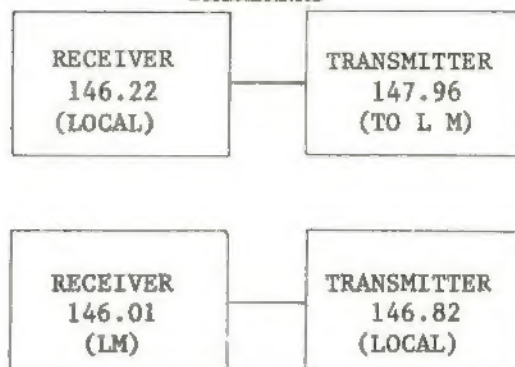 RECEIVER
146.22
(LOCAL)
TRANSMITTER
147.96
(TO L M)
RECEIVER
146.01
(LM)
TRANSMITTER
146.82
(LOCAL)